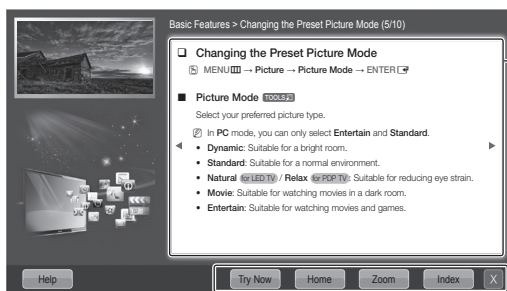 Basic Features > Changing the Preset Picture Mode (5/10)
❑ Changing the Preset Picture Mode
MENU → Picture → Picture Mode → ENTER
■ Picture Mode TOOLS
Select your preferred picture type.
In PC mode, you can only select Entertain and Standard.
• Dynamic: Suitable for a bright room.
• Standard: Suitable for a normal environment.
• Natural for LED TV / Relax for PDP TV: Suitable for reducing eye strain.
• Movie: Suitable for watching movies in a dark room.
• Entertain: Suitable for watching movies and games.
Help Try Now Home Zoom Index X